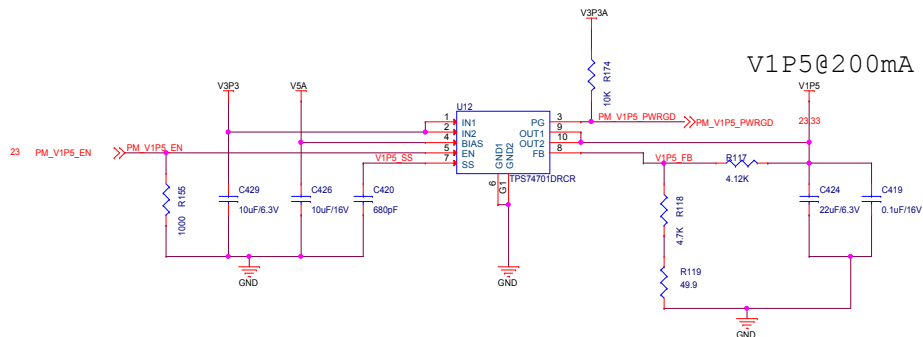 V3P3A
V1P5@200mA
R174
10K
V3P3
V5A
V1P5
U12
1 IN1 PG 3
2 IN2 OUT1 9
4 BIAS OUT2 10
5 EN FB 8
7 SS
GND1
GND2
6
G1
TPS74701DRCR
PM_V1P5_PWRGD
PM_V1P5_PWRGD
23,33
23 PM_V1P5_EN
PM_V1P5_EN
V1P5_SS
V1P5_FB
R117
4.12K
R155
1000
C429
10uF/6.3V
C426
10uF/16V
C420
680pF
R118
4.7K
C424
22uF/6.3V
C419
0.1uF/16V
R119
49.9
GND
GND
GND